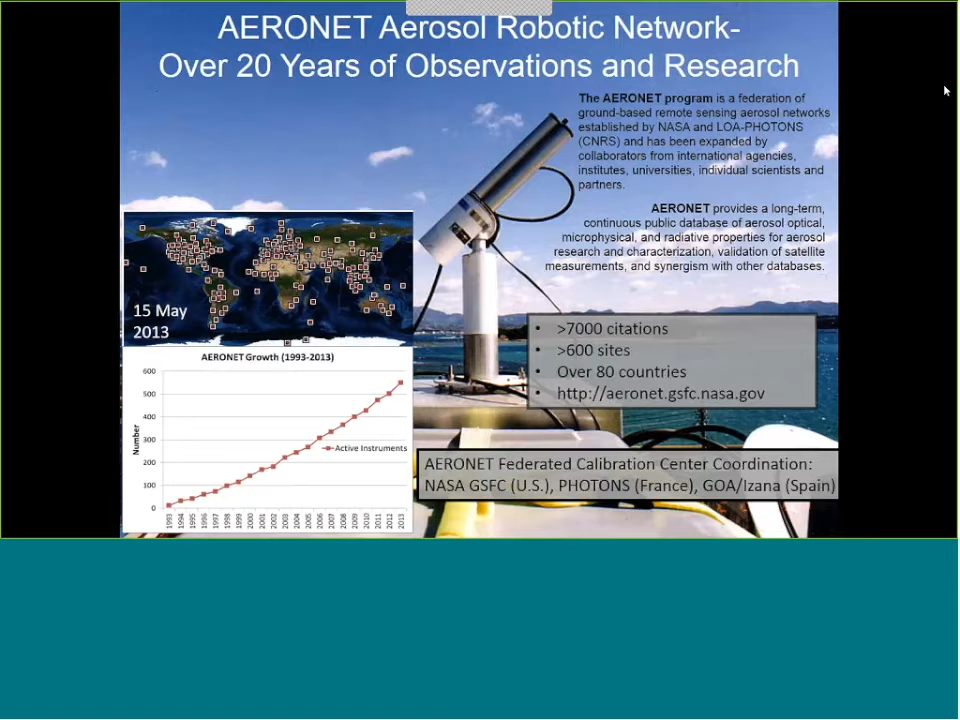 AERONET Aerosol Robotic Network-
Over 20 Years of Observations and Research
The AERONET program is a federation of
ground-based remote sensing aerosol networks
established by NASA and LOA-PHOTONS
(CNRS) and has been expanded by
collaborators from international agencies,
institutes, universities, individual scientists and
partners.
AERONET provides a long-term,
continuous public database of aerosol optical,
microphysical, and radiative properties for aerosol
research and characterization, validation of satellite
measurements, and synergism with other databases.
15 May
2013
• >7000 citations
• >600 sites
• Over 80 countries
• http://aeronet.gsfc.nasa.gov
AERONET Growth (1993-2013)
Number
600
500
400
300
200
100
0
Active Instruments
1993 1994 1995 1996 1997 1998 1999 2000 2001 2002 2003 2004 2005 2006 2007 2008 2009 2010 2011 2012 2013
AERONET Federated Calibration Center Coordination:
NASA GSFC (U.S.), PHOTONS (France), GOA/Izana (Spain)